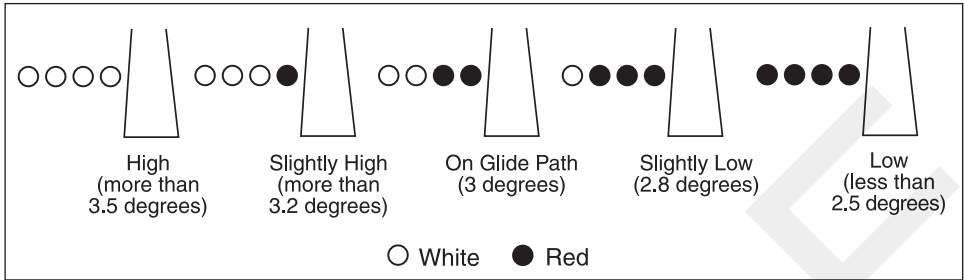 High
(more than
3.5 degrees)
Slightly High
(more than
3.2 degrees)
On Glide Path
(3 degrees)
Slightly Low
(2.8 degrees)
Low
(less than
2.5 degrees)
White
Red